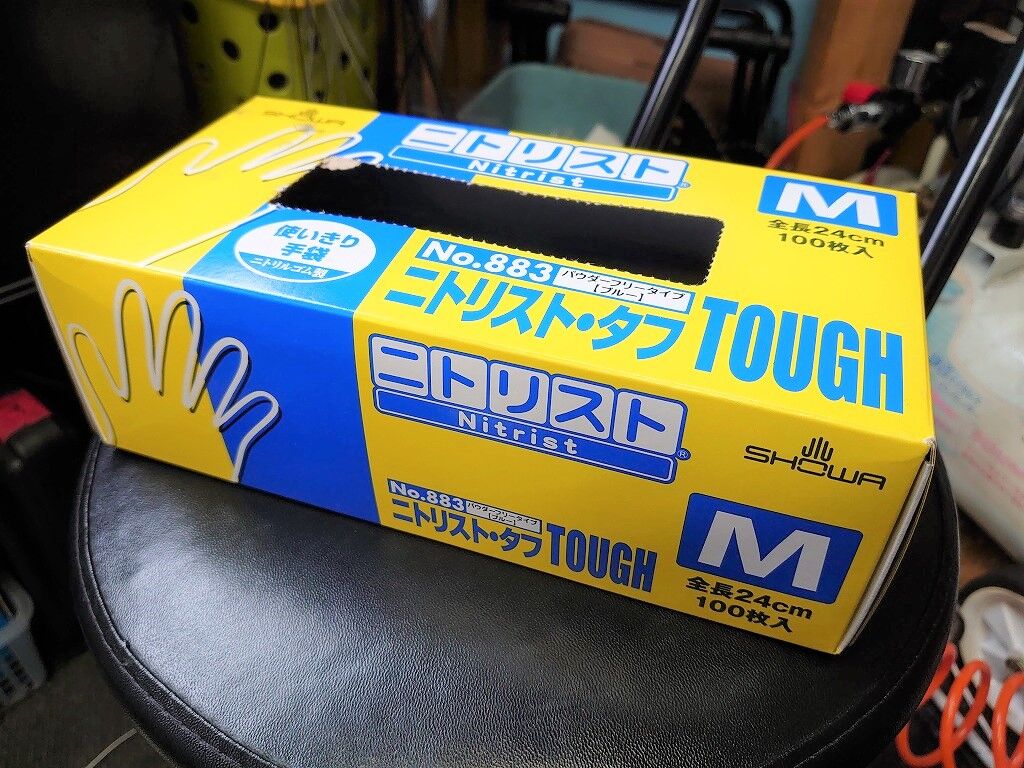 SHOWA
ニトリスト
Nitrist®
M
全長24cm
100枚入
使いきり
手袋
ニトリルゴム製
No.883 パウダーフリータイプ
[ブルー]
ニトリスト・タフ TOUGH
ニトリスト
Nitrist®
SHOWA
No.883 パウダーフリータイプ
[ブルー]
ニトリスト・タフ TOUGH
M
全長24cm
100枚入